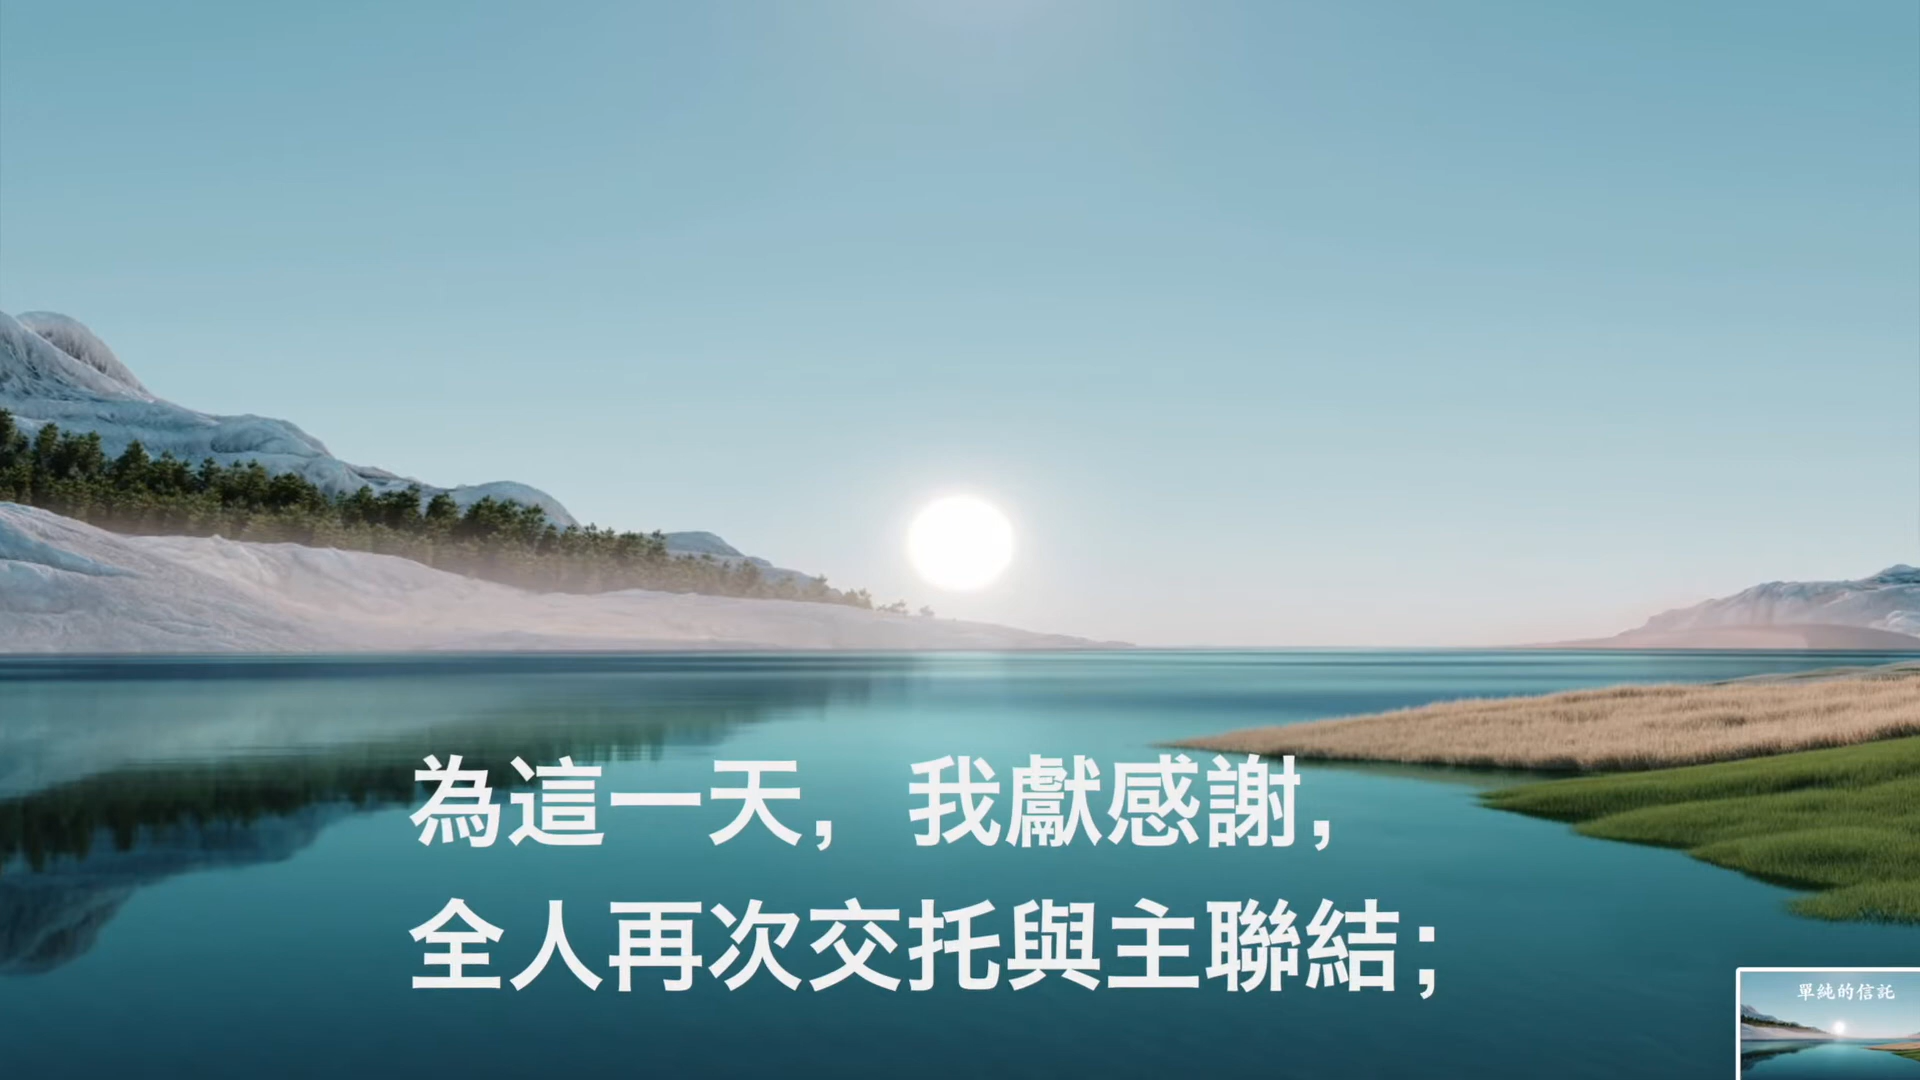 為這一天，我獻感謝，
全人再次交托與主聯結；
單純的信託